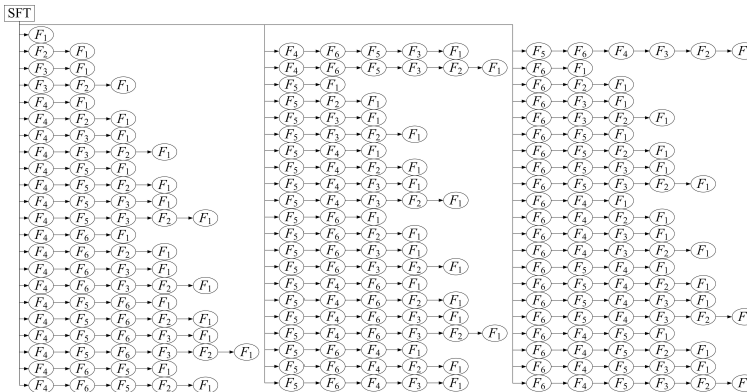 SFT
F₁
F₂ F₁
F₃ F₁
F₃ F₂ F₁
F₄ F₁
F₄ F₂ F₁
F₄ F₃ F₁
F₄ F₃ F₂ F₁
F₄ F₅ F₁
F₄ F₅ F₂ F₁
F₄ F₅ F₃ F₁
F₄ F₅ F₃ F₂ F₁
F₄ F₆ F₁
F₄ F₆ F₂ F₁
F₄ F₆ F₃ F₁
F₄ F₆ F₃ F₂ F₁
F₄ F₅ F₆ F₁
F₄ F₅ F₆ F₂ F₁
F₄ F₅ F₆ F₃ F₁
F₄ F₅ F₆ F₃ F₂ F₁
F₄ F₆ F₅ F₁
F₄ F₆ F₅ F₂ F₁
F₄ F₆ F₅ F₃ F₁
F₄ F₆ F₅ F₃ F₂ F₁
F₅ F₁
F₅ F₂ F₁
F₅ F₃ F₁
F₅ F₃ F₂ F₁
F₅ F₄ F₁
F₅ F₄ F₂ F₁
F₅ F₄ F₃ F₁
F₅ F₄ F₃ F₂ F₁
F₅ F₆ F₁
F₅ F₆ F₂ F₁
F₅ F₆ F₃ F₁
F₅ F₆ F₃ F₂ F₁
F₅ F₄ F₆ F₁
F₅ F₄ F₆ F₂ F₁
F₅ F₄ F₆ F₃ F₁
F₅ F₄ F₆ F₃ F₂ F₁
F₅ F₆ F₄ F₁
F₅ F₆ F₄ F₂ F₁
F₅ F₆ F₄ F₃ F₁
F₅ F₆ F₄ F₃ F₂ F
F₆ F₁
F₆ F₂ F₁
F₆ F₃ F₁
F₆ F₃ F₂ F₁
F₆ F₅ F₁
F₆ F₅ F₂ F₁
F₆ F₅ F₃ F₁
F₆ F₅ F₃ F₂ F₁
F₆ F₄ F₁
F₆ F₄ F₂ F₁
F₆ F₄ F₃ F₁
F₆ F₄ F₃ F₂ F₁
F₆ F₅ F₄ F₁
F₆ F₅ F₄ F₂ F₁
F₆ F₅ F₄ F₃ F₁
F₆ F₅ F₄ F₃ F₂ F
F₆ F₄ F₅ F₁
F₆ F₄ F₅ F₂ F₁
F₆ F₄ F₅ F₃ F₁
F₆ F₄ F₅ F₃ F₂ F